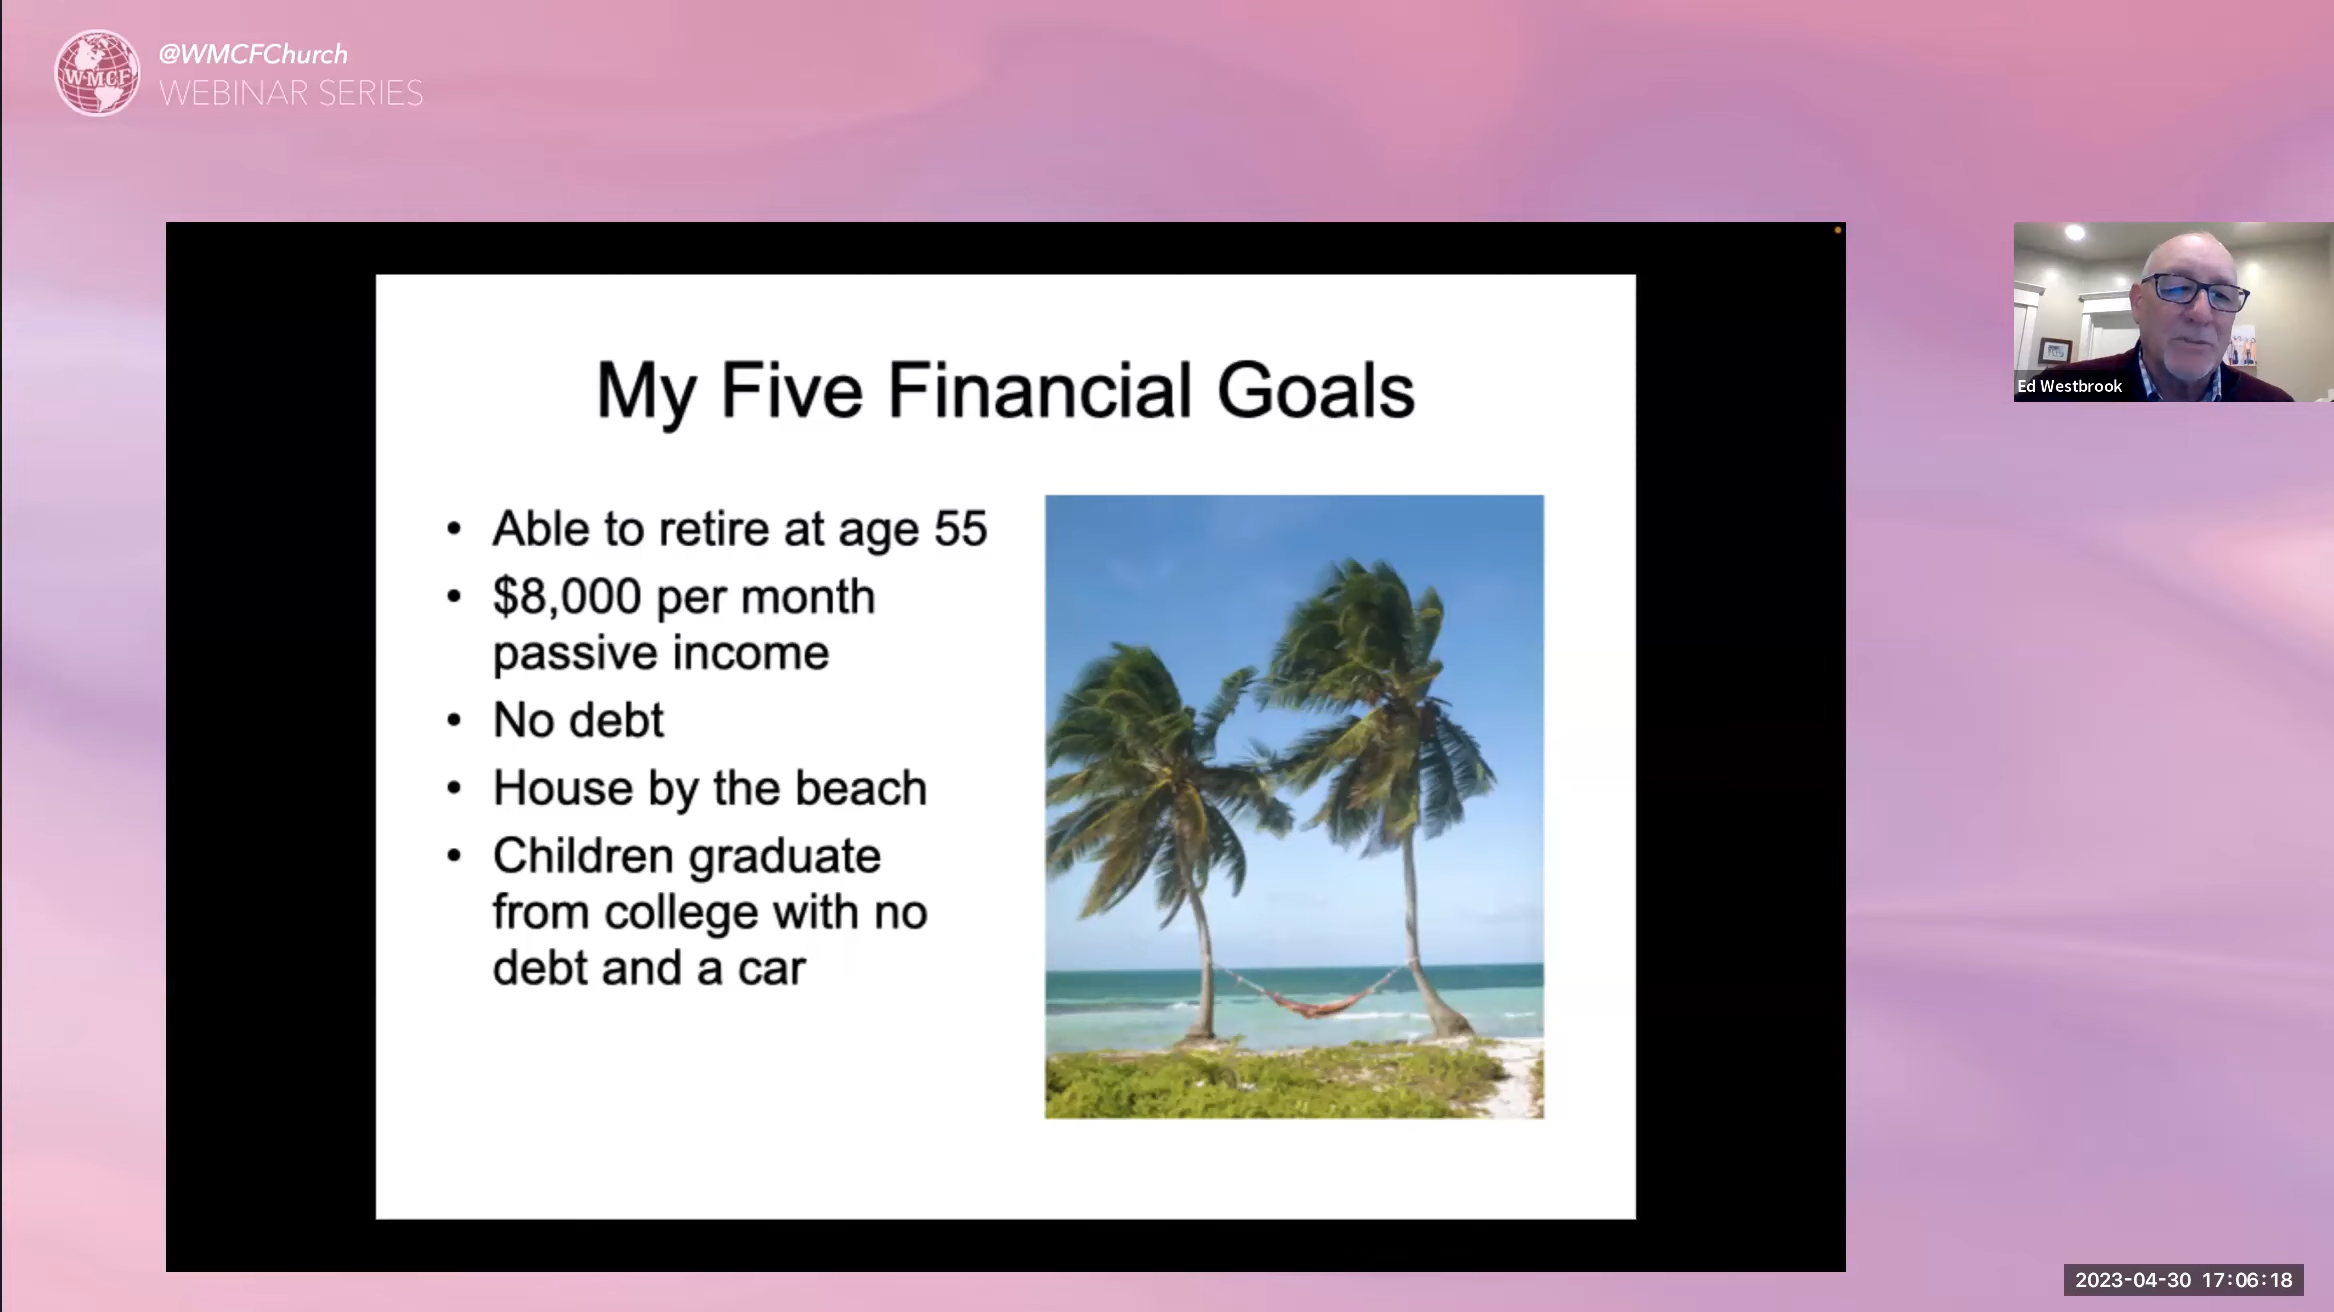 @WMCFChurch
WEBINAR SERIES
W·M·C·F
My Five Financial Goals
• Able to retire at age 55
• $8,000 per month
passive income
• No debt
• House by the beach
• Children graduate
from college with no
debt and a car
Ed Westbrook
2023-04-30 17:06:18